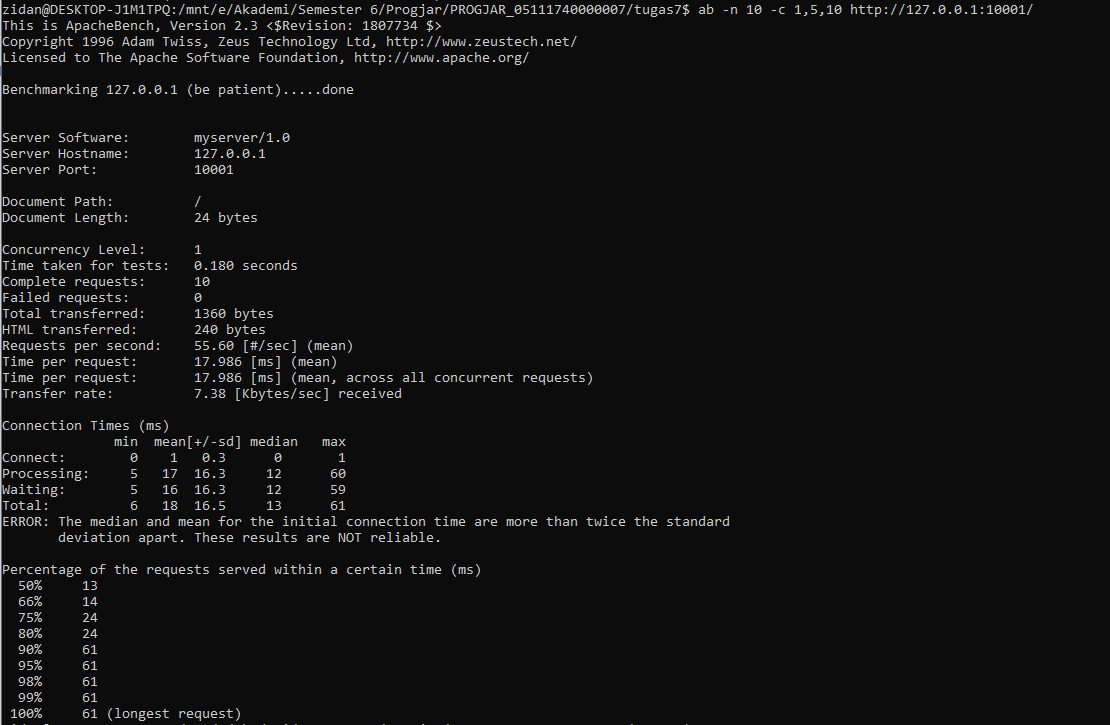 zidan@DESKTOP-J1M1TPQ:/mnt/e/Akademi/Semester 6/Progjar/PROGJAR_05111740000007/tugas7$ ab -n 10 -c 1,5,10 http://127.0.0.1:10001/
This is ApacheBench, Version 2.3 <$Revision: 1807734 $>
Copyright 1996 Adam Twiss, Zeus Technology Ltd, http://www.zeustech.net/
Licensed to The Apache Software Foundation, http://www.apache.org/

Benchmarking 127.0.0.1 (be patient).....done


Server Software:        myserver/1.0
Server Hostname:        127.0.0.1
Server Port:            10001

Document Path:          /
Document Length:        24 bytes

Concurrency Level:      1
Time taken for tests:   0.180 seconds
Complete requests:      10
Failed requests:        0
Total transferred:      1360 bytes
HTML transferred:       240 bytes
Requests per second:    55.60 [#/sec] (mean)
Time per request:       17.986 [ms] (mean)
Time per request:       17.986 [ms] (mean, across all concurrent requests)
Transfer rate:          7.38 [Kbytes/sec] received

Connection Times (ms)
              min  mean[+/-sd] median   max
Connect:        0    1   0.3      0       1
Processing:     5   17  16.3     12      60
Waiting:        5   16  16.3     12      59
Total:          6   18  16.5     13      61
ERROR: The median and mean for the initial connection time are more than twice the standard
       deviation apart. These results are NOT reliable.

Percentage of the requests served within a certain time (ms)
  50%     13
  66%     14
  75%     24
  80%     24
  90%     61
  95%     61
  98%     61
  99%     61
 100%     61 (longest request)